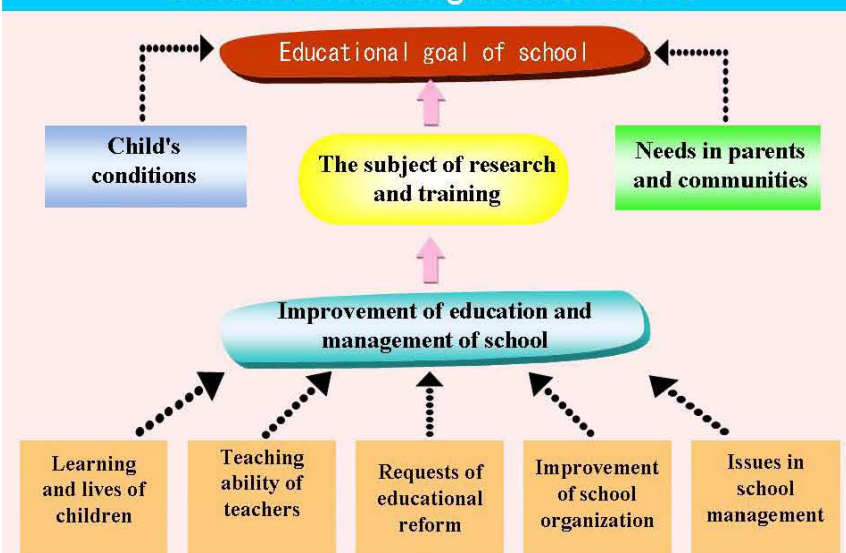 Educational goal of school
Child's
conditions
The subject of research
and training
Needs in parents
and communities
Improvement of education and
management of school
Learning
and lives of
children
Teaching
ability of
teachers
Requests of
educational
reform
Improvement
of school
organization
Issues in
school
management